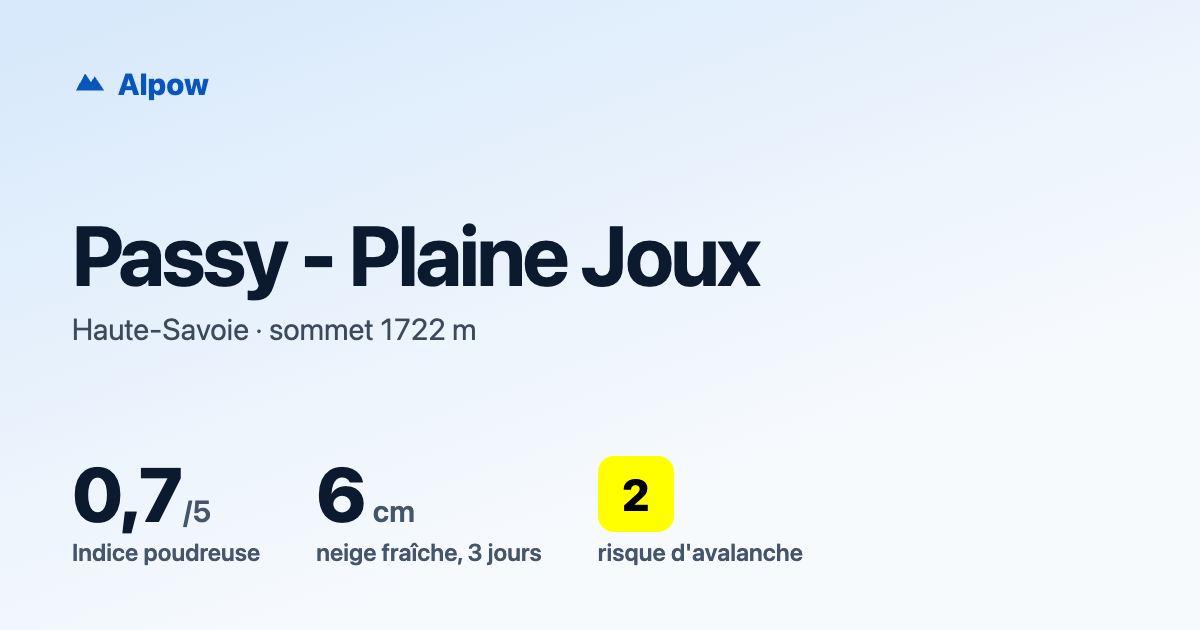 Alpow
Passy - Plaine Joux
Haute-Savoie · sommet 1722 m
0,7 /5
Indice poudreuse
6 cm
neige fraîche, 3 jours
2
risque d'avalanche